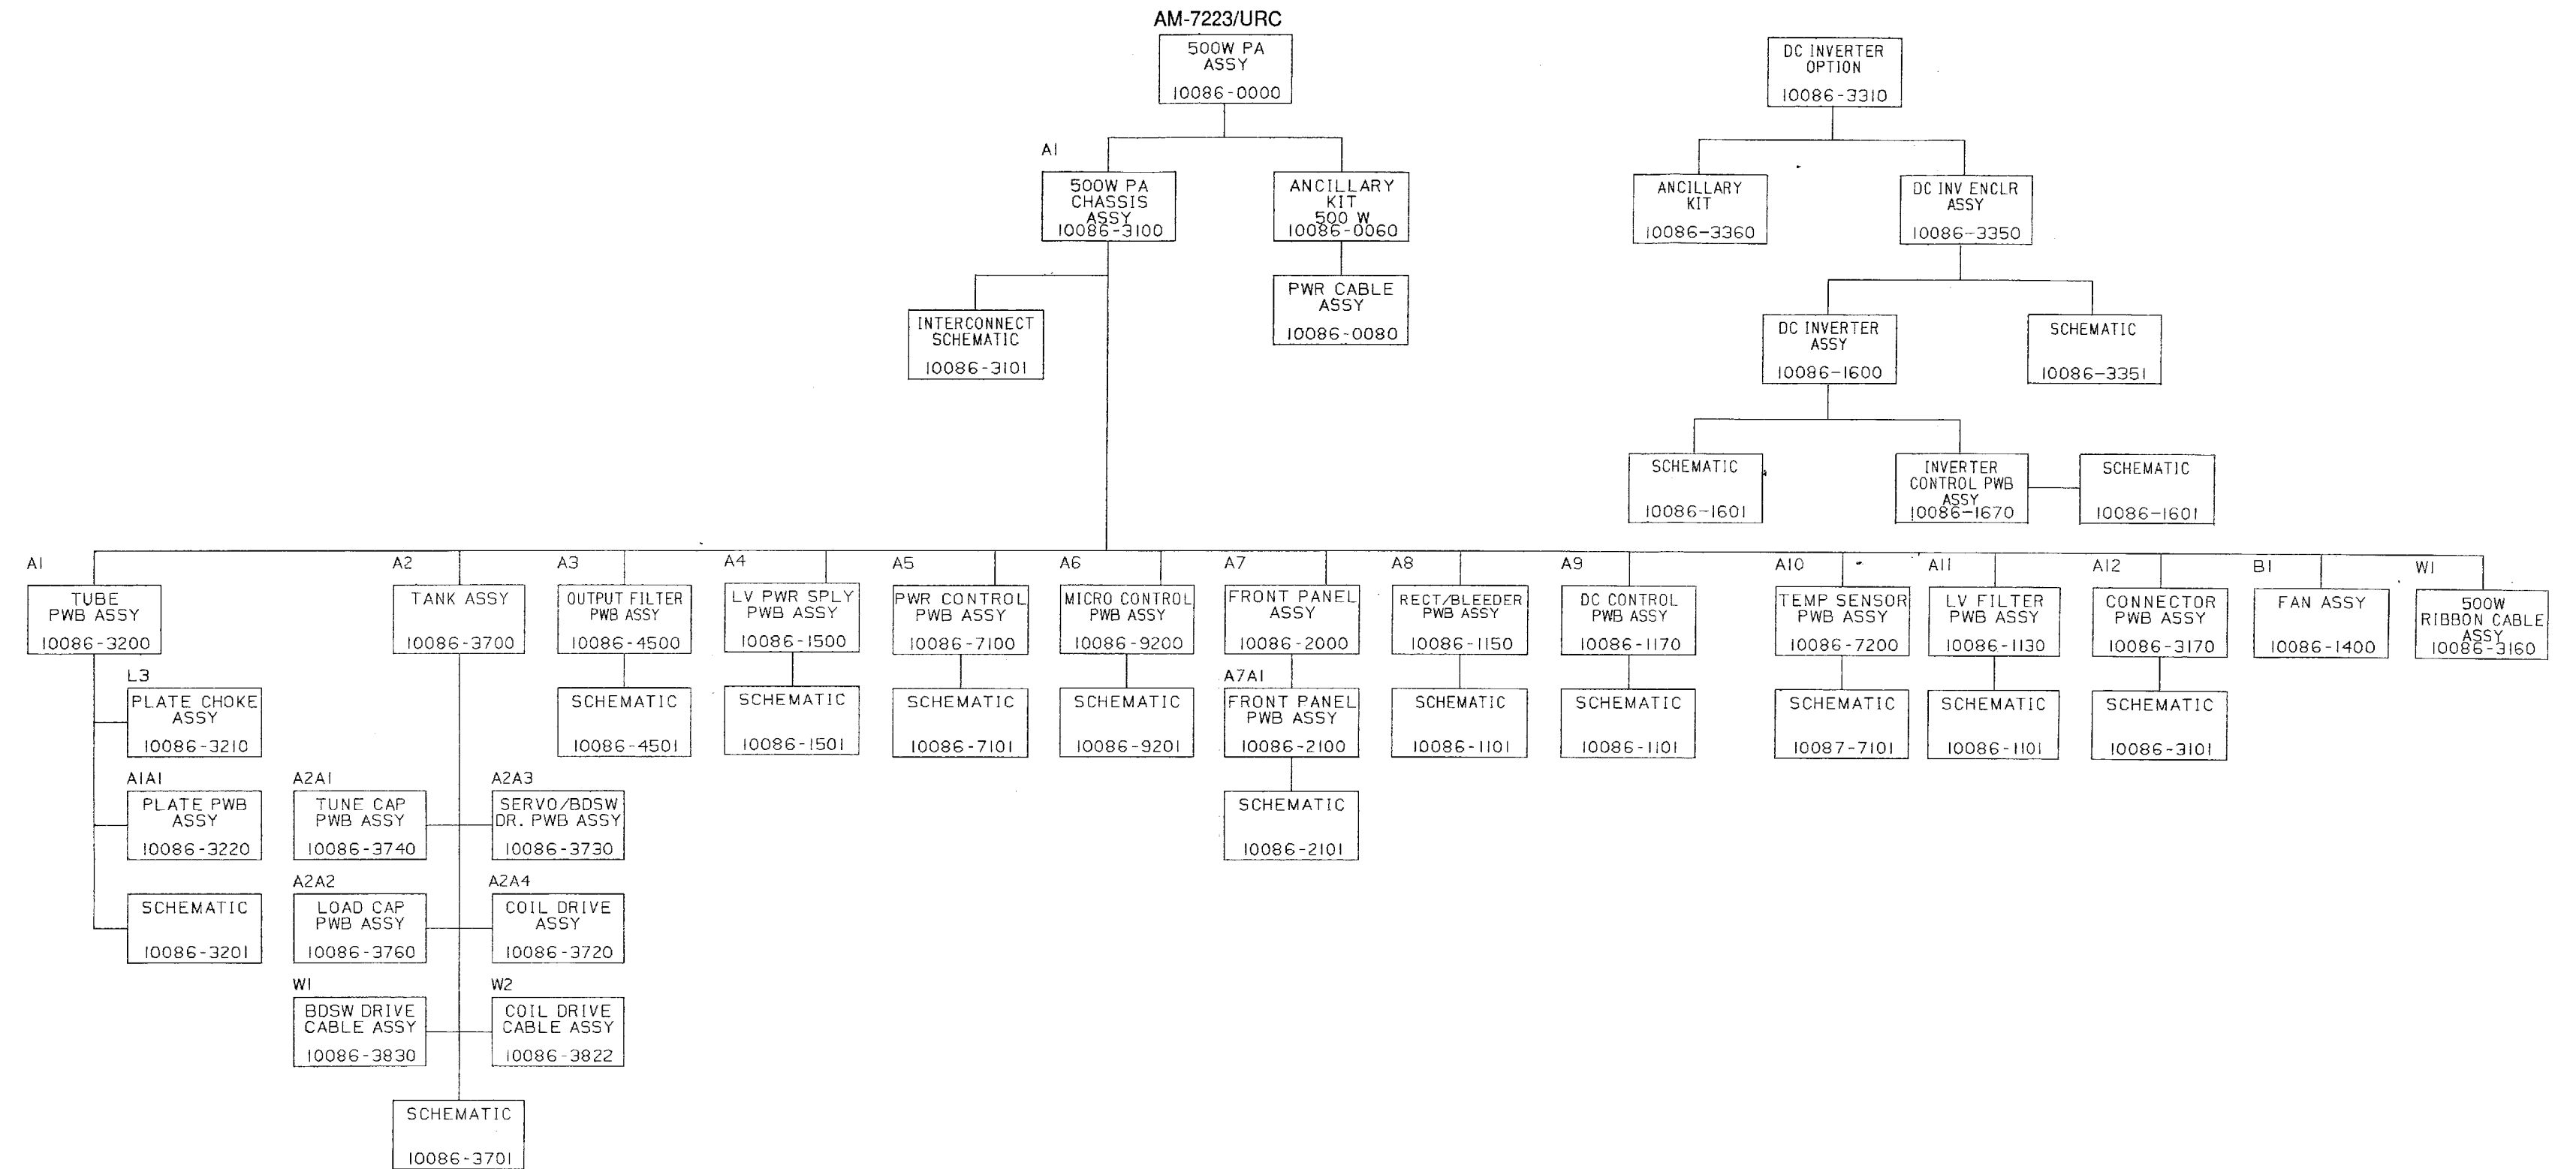 AM-7223/URC
500W PA
ASSY
10086-0000
DC INVERTER
OPTION
10086-3310
A1
500W PA
CHASSIS
ASSY
10086-3100
ANCILLARY
KIT
500 W
10086-0060
ANCILLARY
KIT
10086-3360
DC INV ENCLR
ASSY
10086-3350
INTERCONNECT
SCHEMATIC
10086-3101
PWR CABLE
ASSY
10086-0080
DC INVERTER
ASSY
10086-1600
SCHEMATIC
10086-3351
SCHEMATIC
10086-1601
INVERTER
CONTROL PWB
ASSY
10086-1670
SCHEMATIC
10086-1601
A1
TUBE
PWB ASSY
10086-3200
A2
TANK ASSY
10086-3700
A3
OUTPUT FILTER
PWB ASSY
10086-4500
A4
LV PWR SPLY
PWB ASSY
10086-1500
A5
PWR CONTROL
PWB ASSY
10086-7100
A6
MICRO CONTROL
PWB ASSY
10086-9200
A7
FRONT PANEL
ASSY
10086-2000
A8
RECT/BLEEDER
PWB ASSY
10086-1150
A9
DC CONTROL
PWB ASSY
10086-1170
A10
TEMP SENSOR
PWB ASSY
10086-7200
A11
LV FILTER
PWB ASSY
10086-1130
A12
CONNECTOR
PWB ASSY
10086-3170
B1
FAN ASSY
10086-1400
W1
500W
RIBBON CABLE
ASSY
10086-3160
L3
PLATE CHOKE
ASSY
10086-3210
SCHEMATIC
10086-4501
SCHEMATIC
10086-1501
SCHEMATIC
10086-7101
SCHEMATIC
10086-9201
A7A1
FRONT PANEL
PWB ASSY
10086-2100
SCHEMATIC
10086-1101
SCHEMATIC
10086-1101
SCHEMATIC
10087-7101
SCHEMATIC
10086-1101
SCHEMATIC
10086-3101
A1A1
PLATE PWB
ASSY
10086-3220
A2A1
TUNE CAP
PWB ASSY
10086-3740
A2A3
SERVO/BDSW
DR. PWB ASSY
10086-3730
SCHEMATIC
10086-2101
SCHEMATIC
10086-3201
A2A2
LOAD CAP
PWB ASSY
10086-3760
A2A4
COIL DRIVE
ASSY
10086-3720
W1
BDSW DRIVE
CABLE ASSY
10086-3830
W2
COIL DRIVE
CABLE ASSY
10086-3822
SCHEMATIC
10086-3701